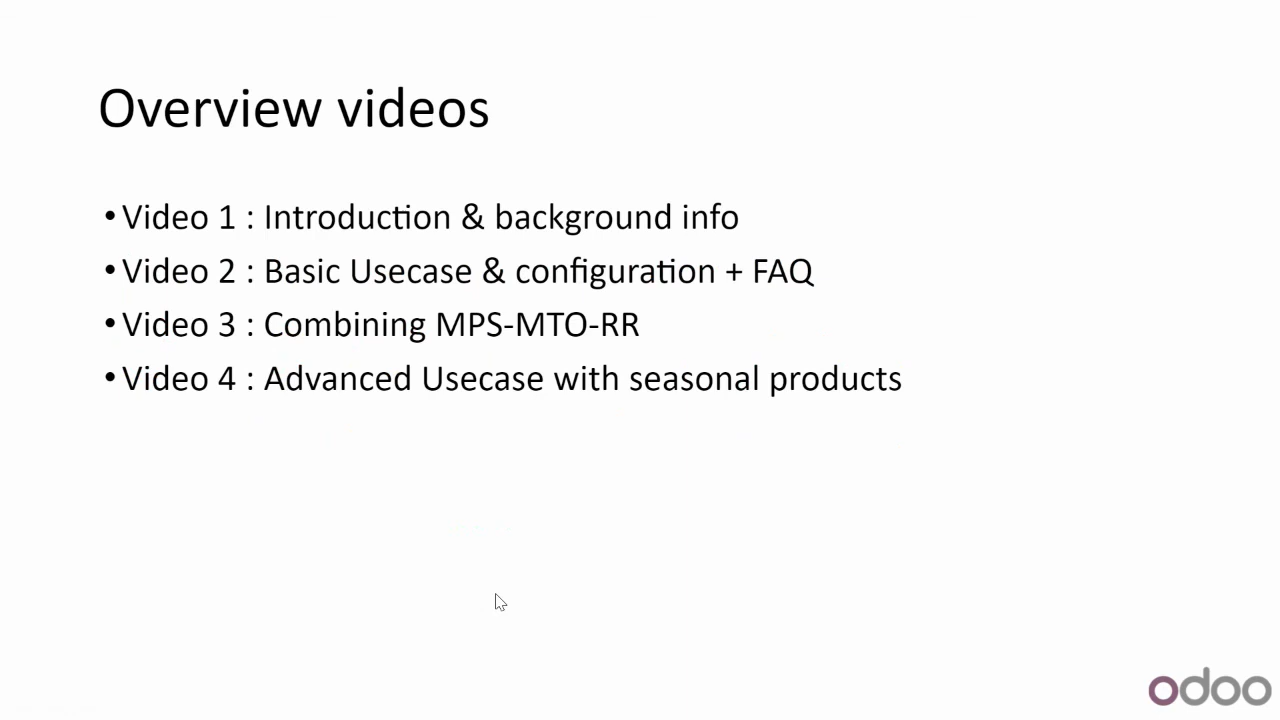 Overview videos
• Video 1 : Introduction & background info
• Video 2 : Basic Usecase & configuration + FAQ
• Video 3 : Combining MPS-MTO-RR
• Video 4 : Advanced Usecase with seasonal products
odoo